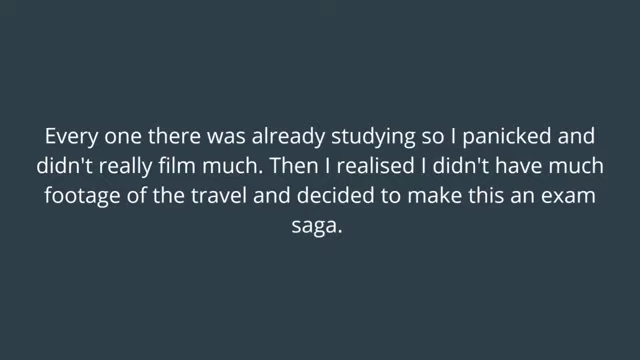 Every one there was already studying so I panicked and
didn't really film much. Then I realised I didn't have much
footage of the travel and decided to make this an exam
saga.